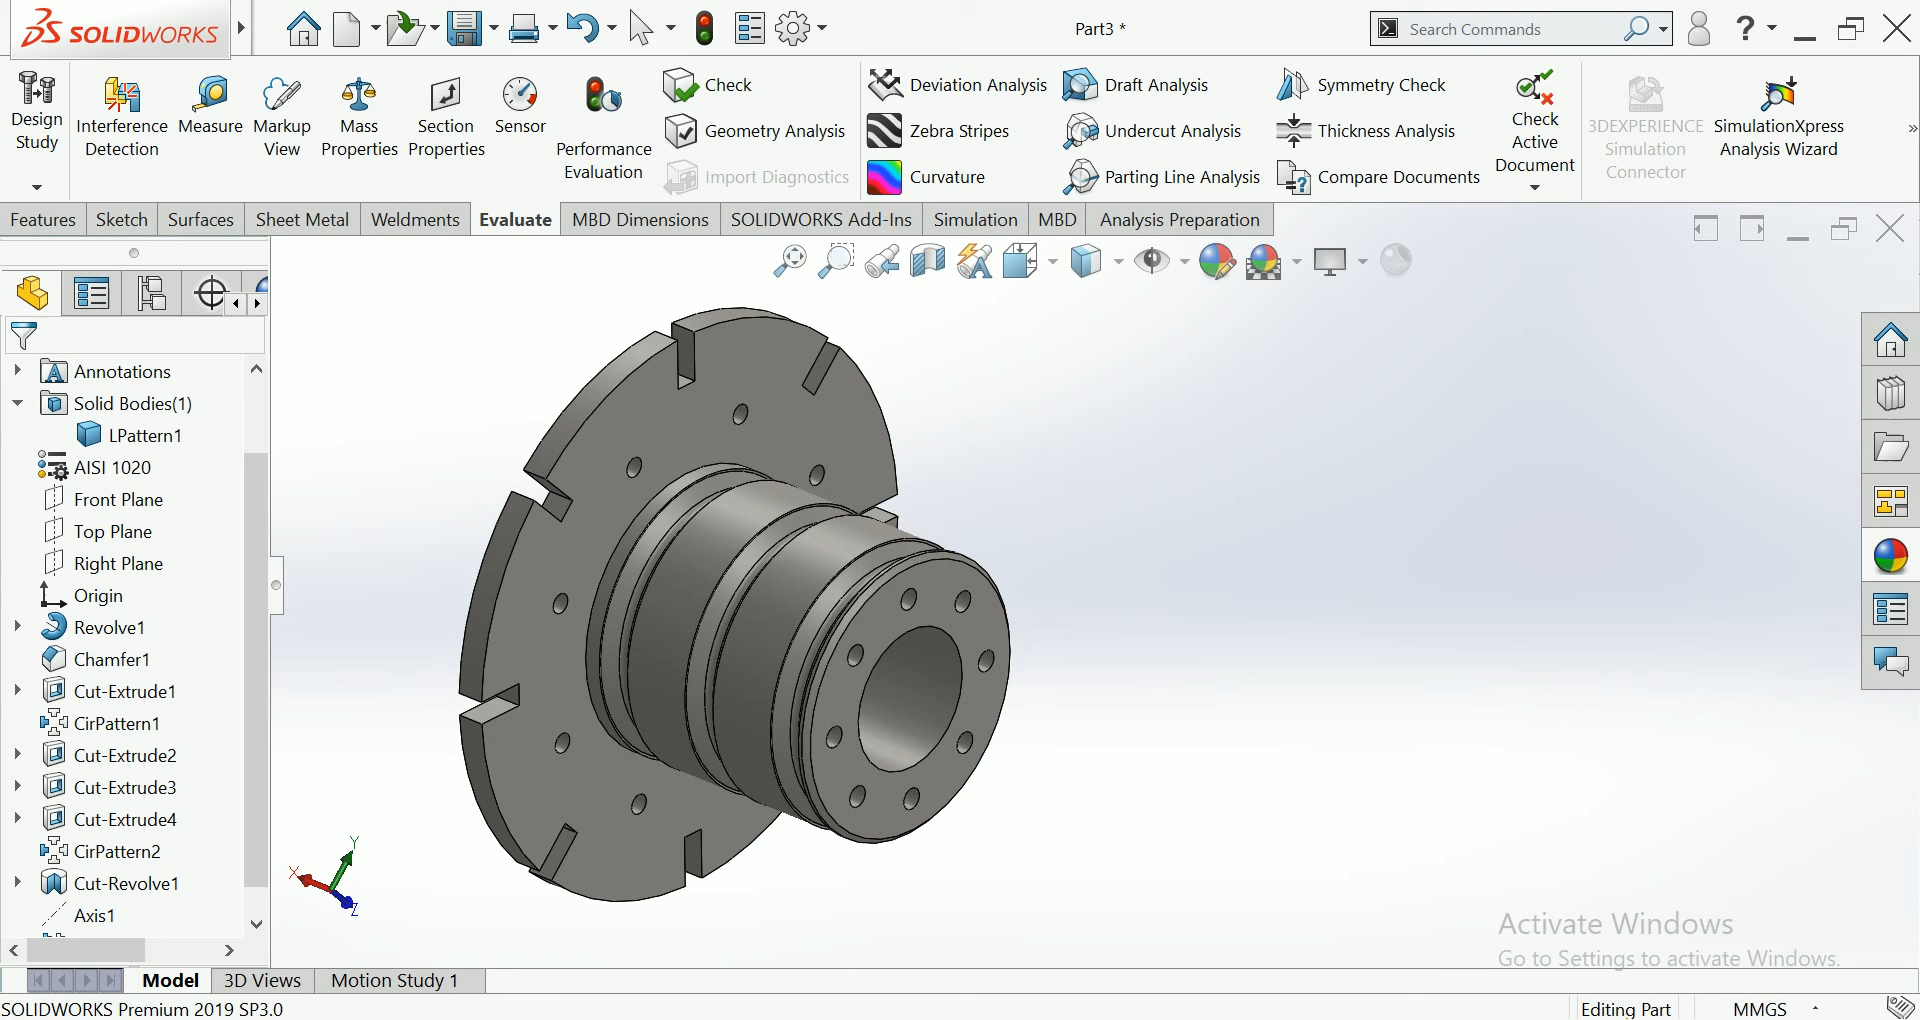 SOLIDWORKS
Part3 *
Search Commands
?
Design Study
Interference Detection
Measure
Markup View
Mass Properties
Section Properties
Sensor
Performance Evaluation
Check
Geometry Analysis
Import Diagnostics
Deviation Analysis
Zebra Stripes
Curvature
Draft Analysis
Undercut Analysis
Parting Line Analysis
Symmetry Check
Thickness Analysis
Compare Documents
Check Active Document
3DEXPERIENCE Simulation Connector
SimulationXpress Analysis Wizard
»
Features
Sketch
Surfaces
Sheet Metal
Weldments
Evaluate
MBD Dimensions
SOLIDWORKS Add-Ins
Simulation
MBD
Analysis Preparation
Annotations
Solid Bodies(1)
LPattern1
AISI 1020
Front Plane
Top Plane
Right Plane
Origin
Revolve1
Chamfer1
Cut-Extrude1
CirPattern1
Cut-Extrude2
Cut-Extrude3
Cut-Extrude4
CirPattern2
Cut-Revolve1
Axis1
Y
X
Z
Activate Windows
Go to Settings to activate Windows.
Model
3D Views
Motion Study 1
SOLIDWORKS Premium 2019 SP3.0
Editing Part
MMGS